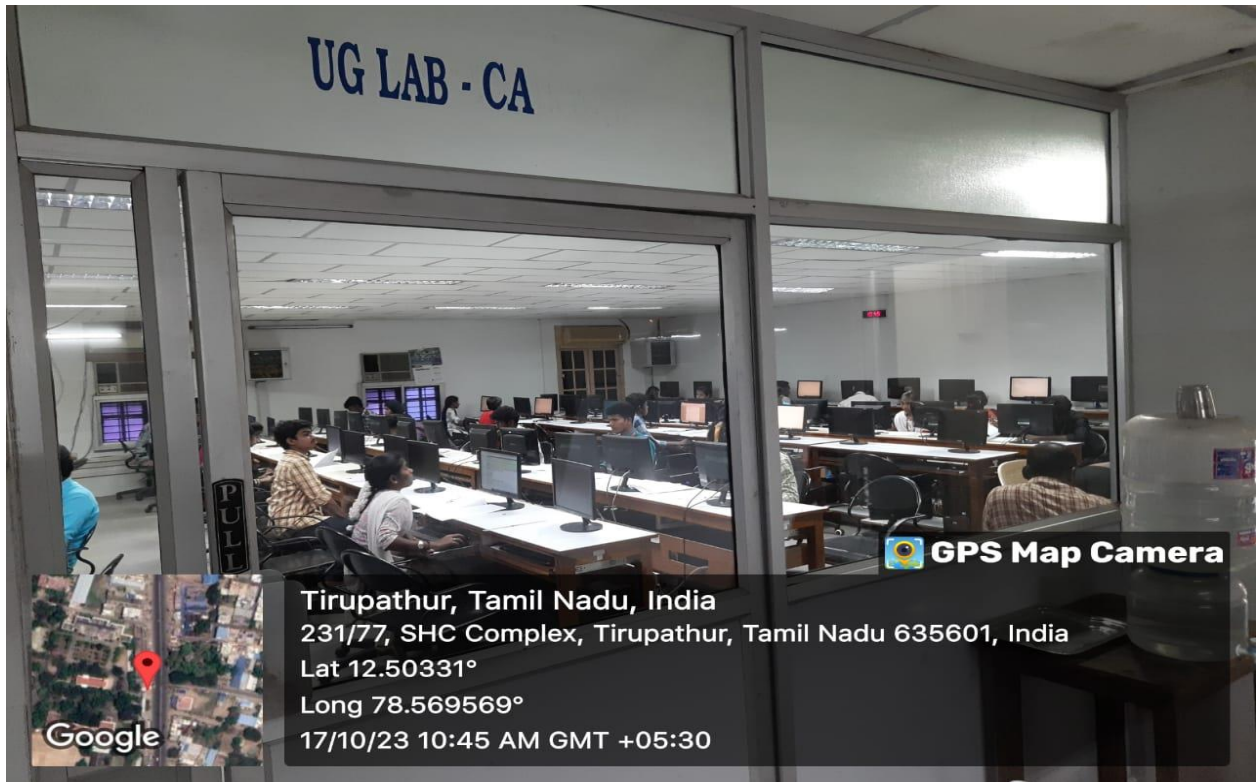 UG LAB - CA
PULL
GPS Map Camera
Tirupathur, Tamil Nadu, India
231/77, SHC Complex, Tirupathur, Tamil Nadu 635601, India
Lat 12.50331°
Long 78.569569°
17/10/23 10:45 AM GMT +05:30
Google